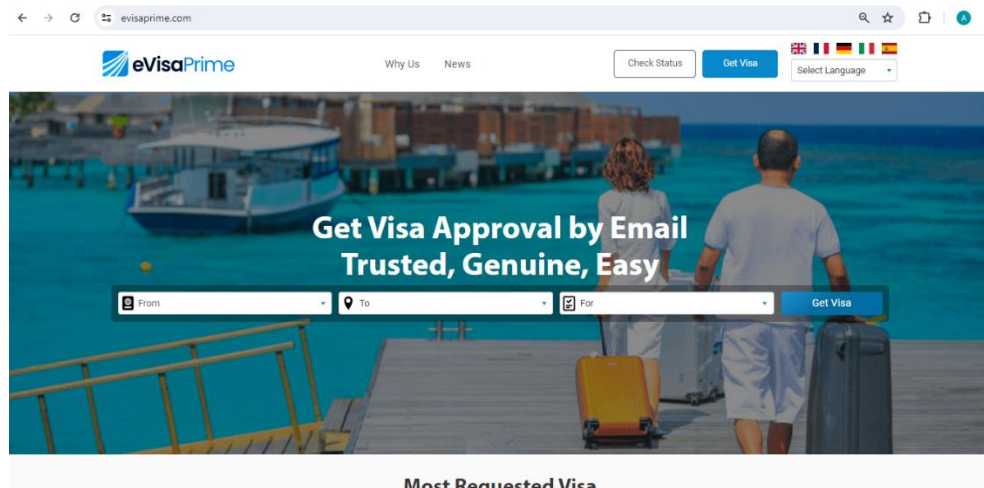 evisaprime.com
A
eVisaPrime
Why Us
News
Check Status
Get Visa
Select Language
Get Visa Approval by Email
Trusted, Genuine, Easy
From
To
For
Get Visa
Most Requested Visa